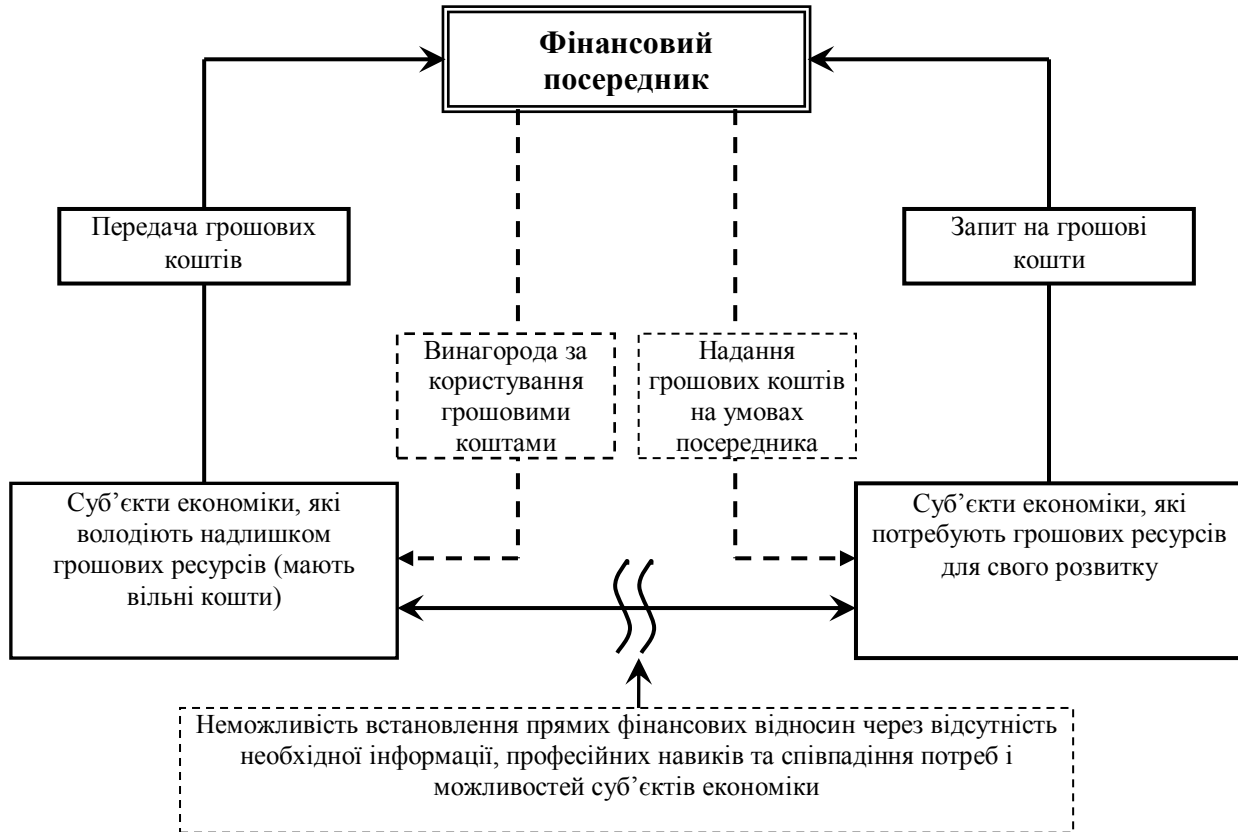 Фінансовий
посередник
Передача грошових
коштів
Запит на грошові
кошти
Винагорода за
користування
грошовими
коштами
Надання
грошових коштів
на умовах
посередника
Суб’єкти економіки, які
володіють надлишком
грошових ресурсів (мають
вільні кошти)
Суб’єкти економіки, які
потребують грошових ресурсів
для свого розвитку
Неможливість встановлення прямих фінансових відносин через відсутність
необхідної інформації, професійних навиків та співпадіння потреб і
можливостей суб’єктів економіки